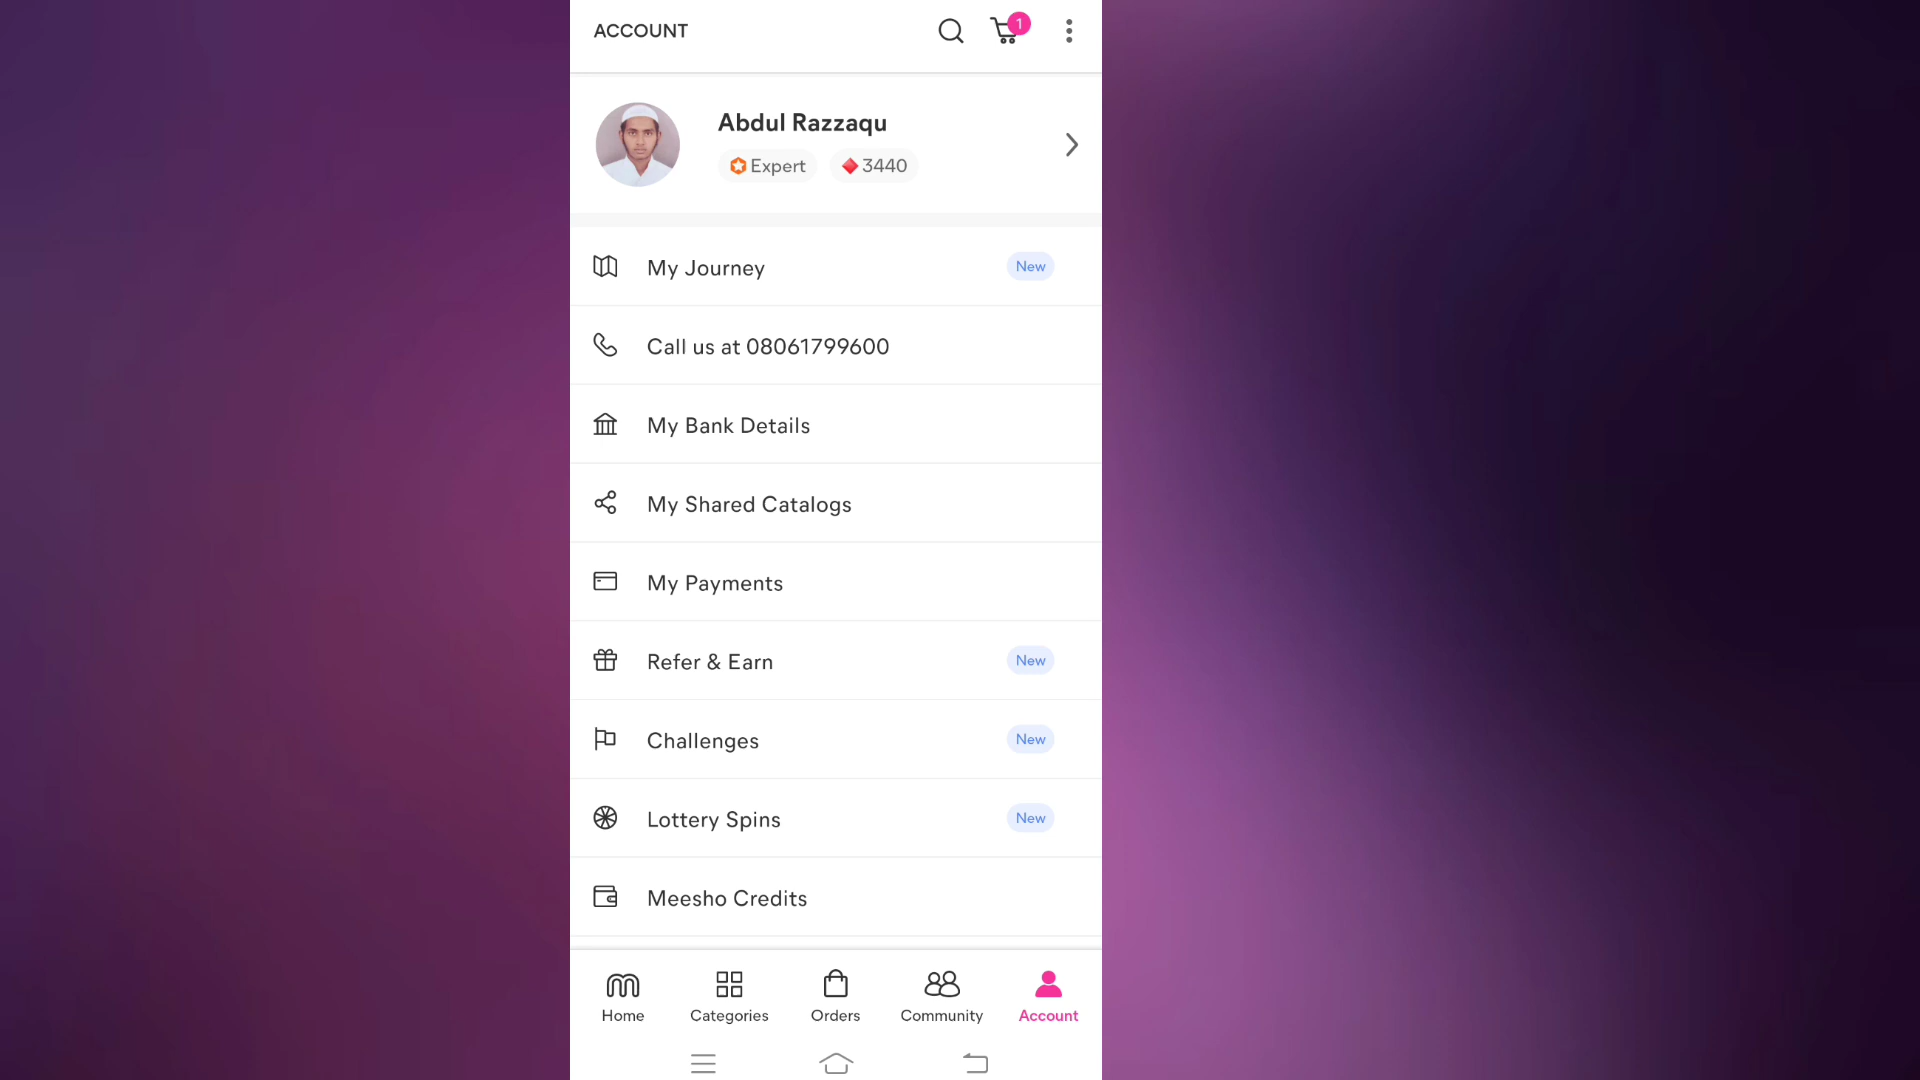 ACCOUNT
1
Abdul Razzaqu
Expert
3440
My Journey
New
Call us at 08061799600
My Bank Details
My Shared Catalogs
My Payments
Refer & Earn
New
Challenges
New
Lottery Spins
New
Meesho Credits
Home
Categories
Orders
Community
Account